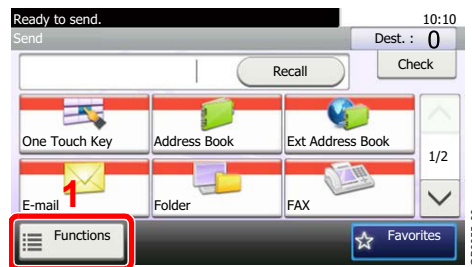 Ready to send. 10:10
Send Dest. : 0
Recall Check
One Touch Key Address Book Ext Address Book
1/2
E-mail Folder FAX
1
Functions Favorites